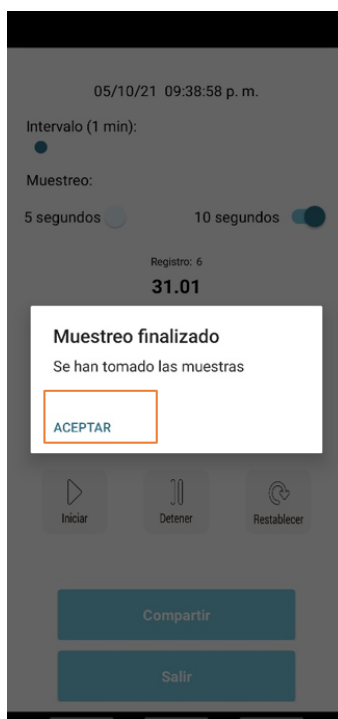 05/10/21 09:38:58 p. m.
Intervalo (1 min):
Muestreo:
5 segundos 10 segundos
Registro: 6
31.01
Muestreo finalizado
Se han tomado las muestras
ACEPTAR
Iniciar Detener Restablecer
Compartir
Salir